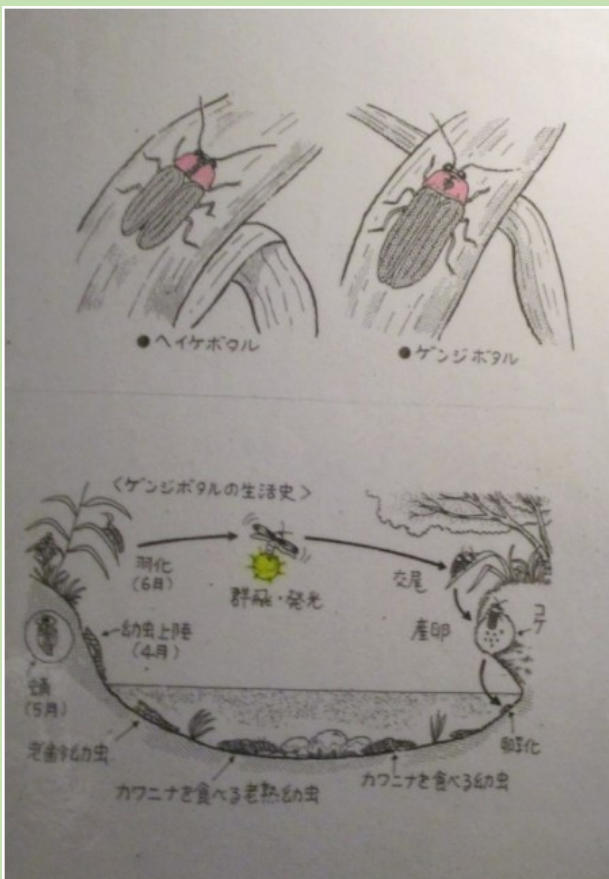 ●ヘイケボタル
●ゲンジボタル
〈ゲンジボタルの生活史〉
羽化
(6月)
群飛・発光
交尾
産卵
コケ
幼虫上陸
(4月)
蛹
(5月)
孵化
老齢幼虫
カワニナを食べる老熟幼虫
カワニナを食べる幼虫